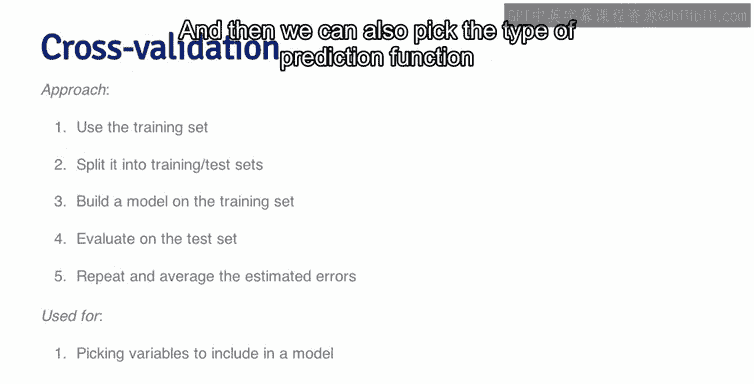 And then we can also pick the type of
prediction function
Cross-validation
Approach:
1. Use the training set
2. Split it into training/test sets
3. Build a model on the training set
4. Evaluate on the test set
5. Repeat and average the estimated errors
Used for:
1. Picking variables to include in a model